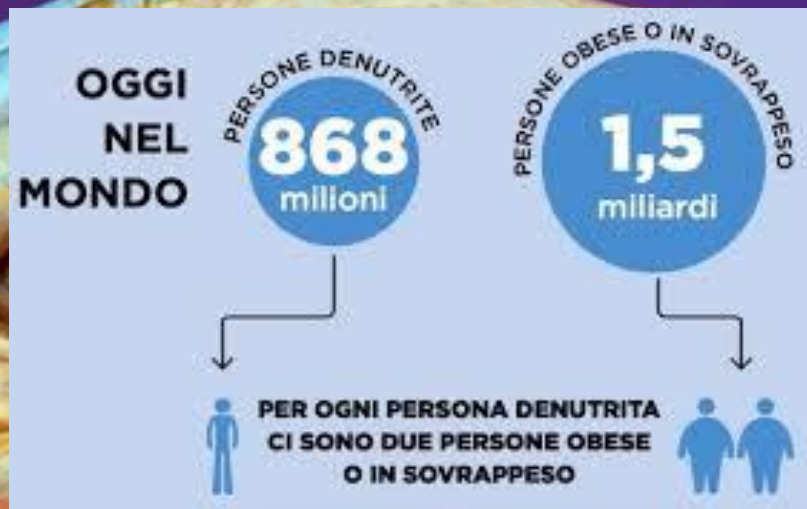 OGGI
NEL
MONDO
PERSONE DENUTRITE
868
milioni
PERSONE OBESE O IN SOVRAPPESO
1,5
miliardi
PER OGNI PERSONA DENUTRITA
CI SONO DUE PERSONE OBESE
O IN SOVRAPPESO